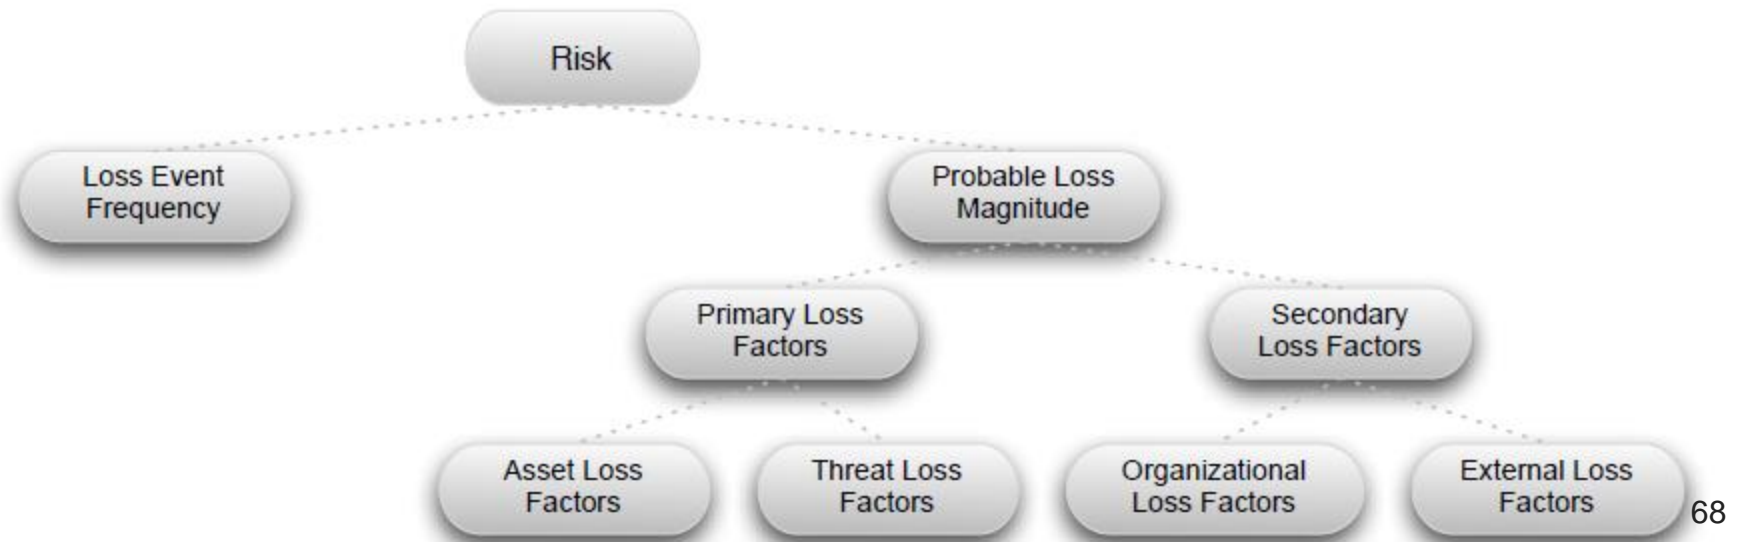 Risk
Loss Event
Frequency
Probable Loss
Magnitude
Primary Loss
Factors
Secondary
Loss Factors
Asset Loss
Factors
Threat Loss
Factors
Organizational
Loss Factors
External Loss
Factors
68